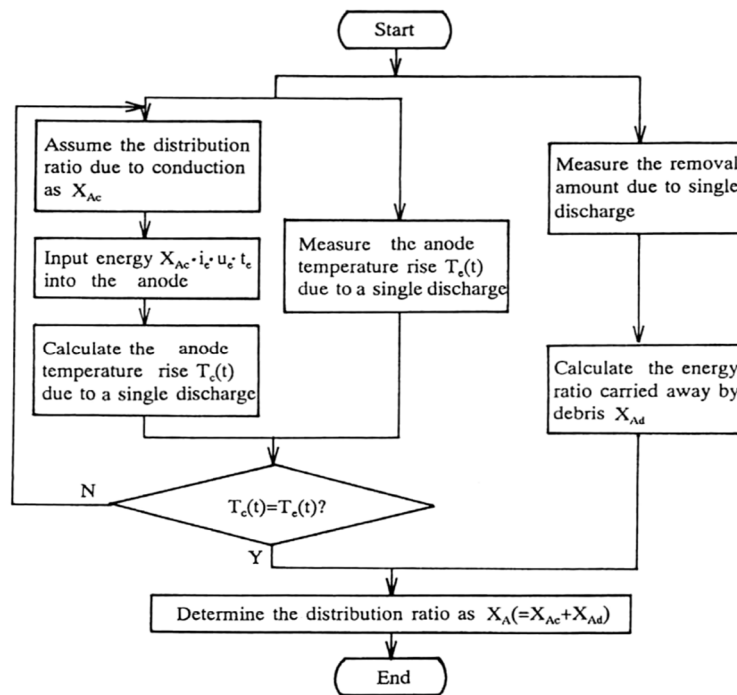 Start
Assume the distribution
ratio due to conduction
as X_Ac
Input energy X_Ac·i_e·u_e·t_e
into the anode
Calculate the anode
temperature rise T_c(t)
due to a single discharge
Measure the anode
temperature rise T_e(t)
due to a single discharge
Measure the removal
amount due to single
discharge
Calculate the energy
ratio carried away by
debris X_Ad
N
T_c(t)=T_e(t)?
Y
Determine the distribution ratio as X_A(=X_Ac+X_Ad)
End